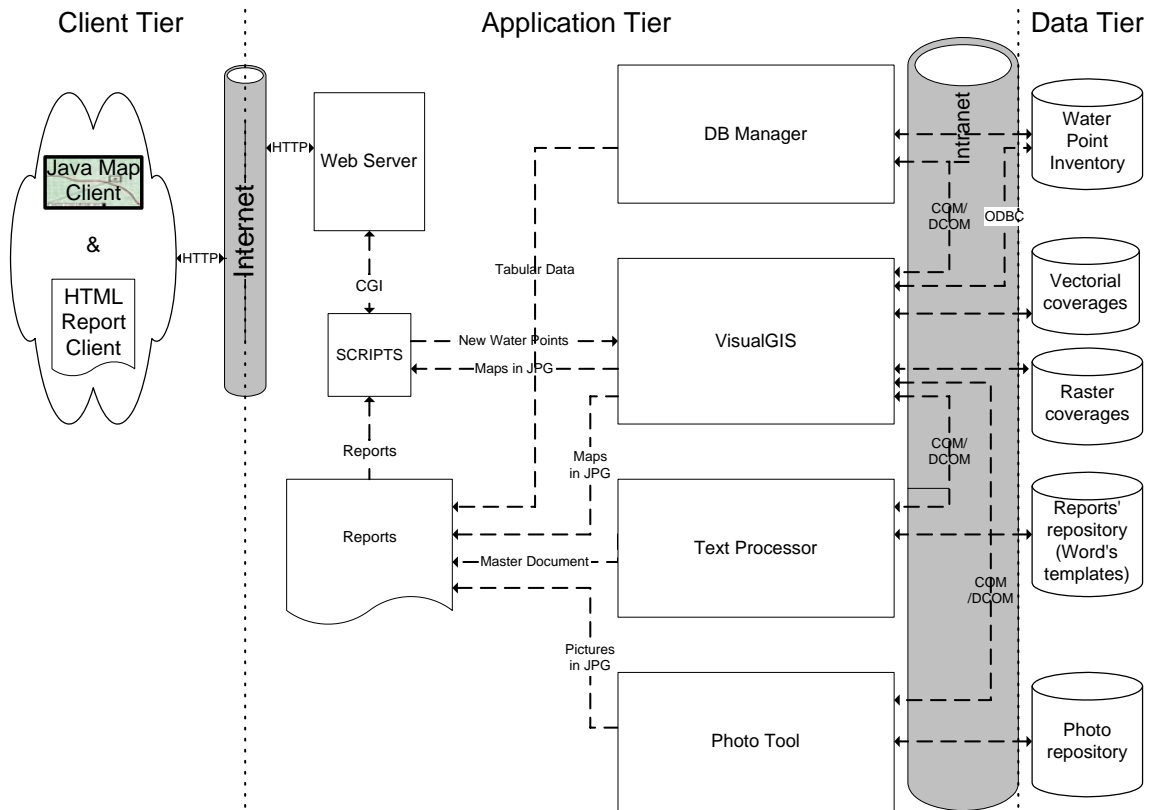 Client Tier
Application Tier
Data Tier
Java Map
Client
&
HTML
Report
Client
HTTP
Internet
HTTP
Web Server
CGI
SCRIPTS
New Water Points
Maps in JPG
Reports
Reports
Tabular Data
Maps
in JPG
Master Document
Pictures
in JPG
DB Manager
VisualGIS
Text Processor
Photo Tool
Intranet
COM/
DCOM
ODBC
COM/
DCOM
COM
/DCOM
Water
Point
Inventory
Vectorial
coverages
Raster
coverages
Reports'
repository
(Word's
templates)
Photo
repository